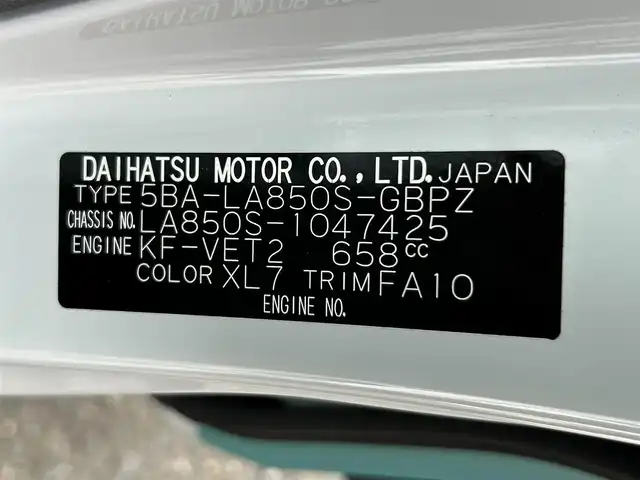 DAIHATSU MOTOR CO., LTD. JAPAN
TYPE 5BA-LA850S-GBPZ
CHASSIS NO. LA850S-1047425
ENGINE KF-VET2 658cc
COLOR XL7 TRIM FA10
ENGINE NO.